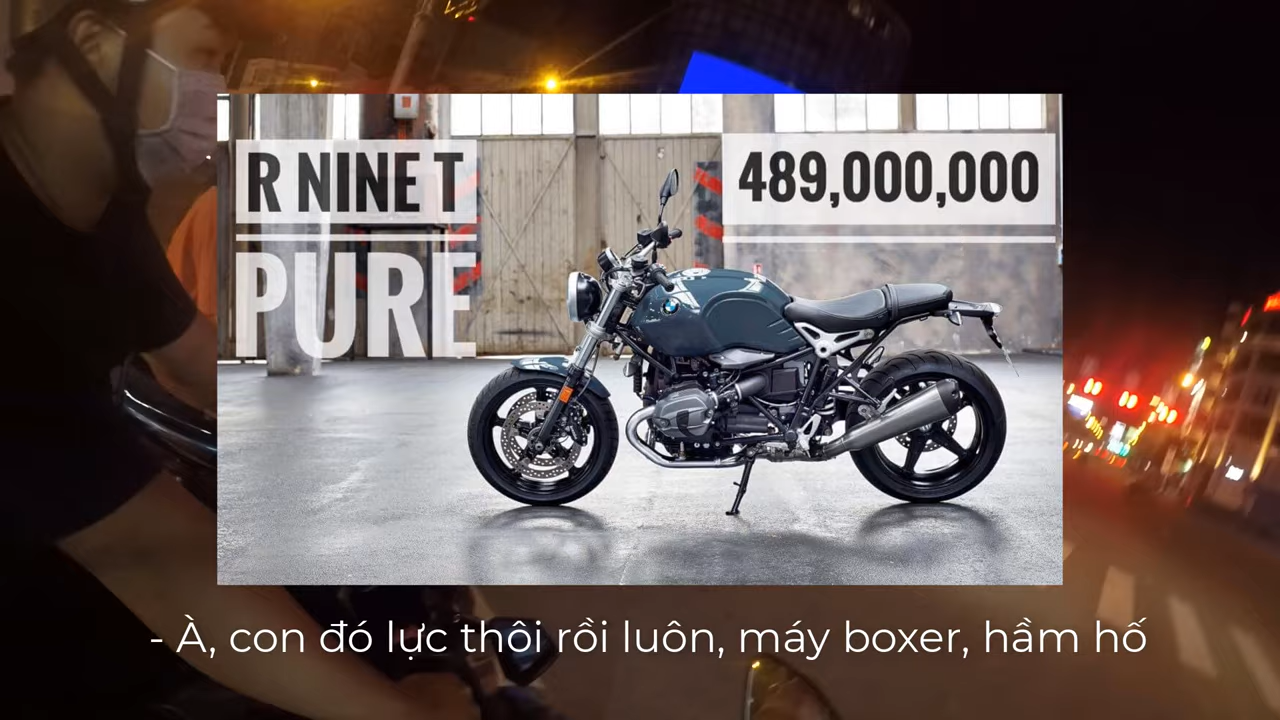 R NINE T
PURE
489,000,000
- À, con đó lực thôi rồi luôn, máy boxer, hầm hố